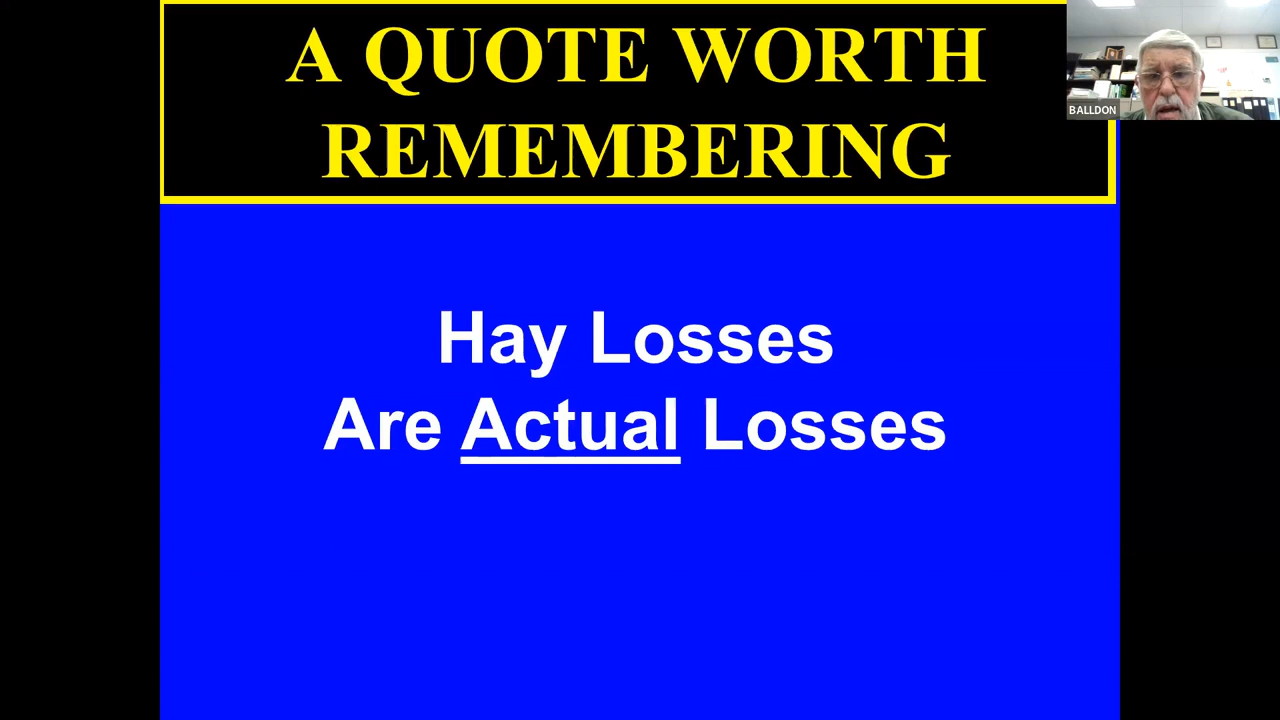 A QUOTE WORTH
REMEMBERING
BALLDON
Hay Losses
Are Actual Losses